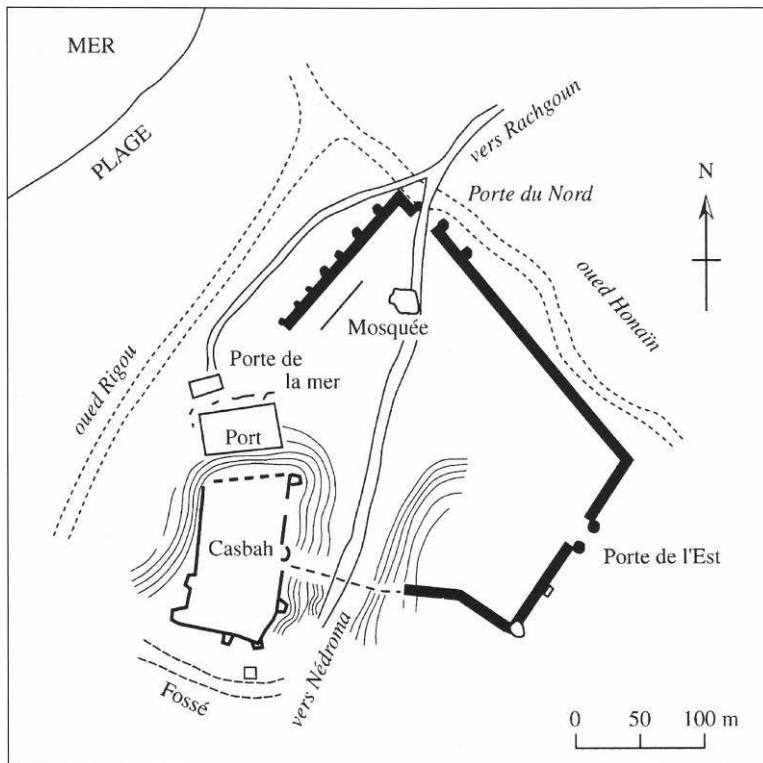 MER
PLAGE
vers Rachgoun
N
Porte du Nord
oued Honaïn
Mosquée
oued Rigou
Porte de
la mer
Port
Casbah
Porte de l'Est
vers Nédroma
Fossé
0 50 100 m